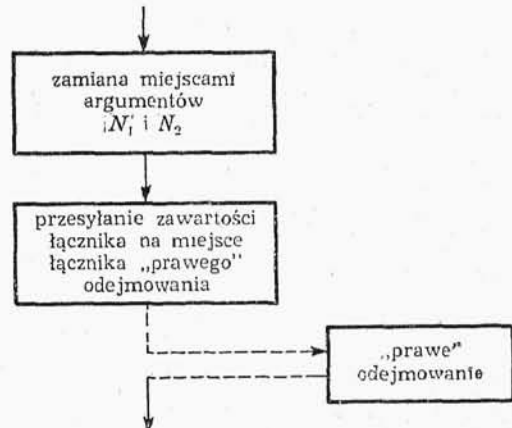 zamiana miejscami
argumentów
N₁ i N₂
przesyłanie zawartości
łącznika na miejsce
łącznika „prawego”
odejmowania
„prawe”
odejmowanie